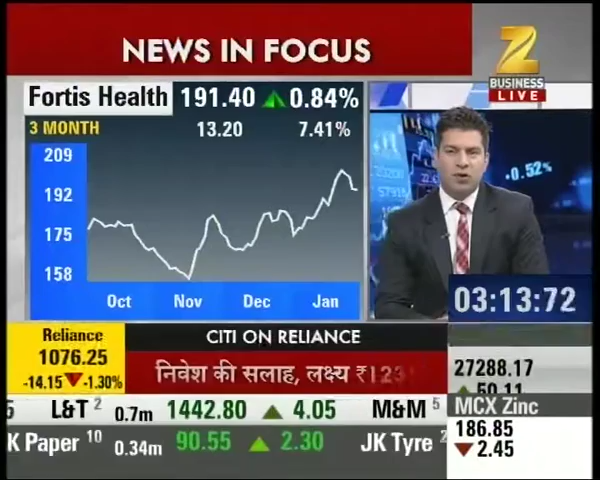 NEWS IN FOCUS
Z
BUSINESS
LIVE
Fortis Health 191.40 0.84%
3 MONTH 13.20 7.41%
209
192
175
158
Oct Nov Dec Jan
+0.52%
03:13:72
Reliance
1076.25
-14.15 -1.30%
CITI ON RELIANCE
निवेश की सलाह, लक्ष्य ₹123
27288.17
50.11
L&T 2 0.7m 1442.80 4.05 M&M 5
K Paper 10 0.34m 90.55 2.30 JK Tyre 2
MCX Zinc
186.85
2.45